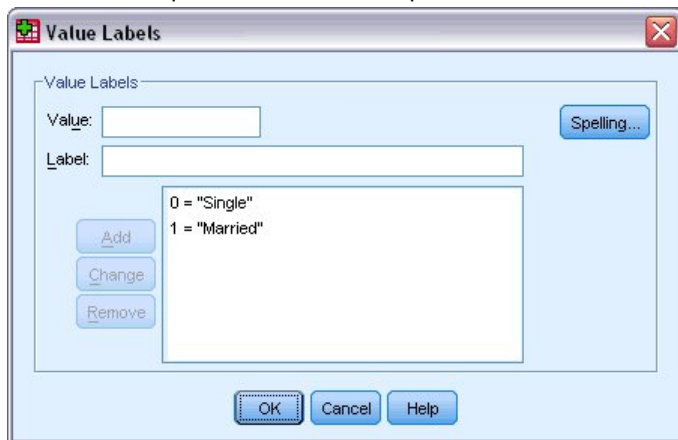 Value Labels
Value Labels
Value:
Spelling...
Label:
0 = "Single"
1 = "Married"
Add
Change
Remove
OK Cancel Help